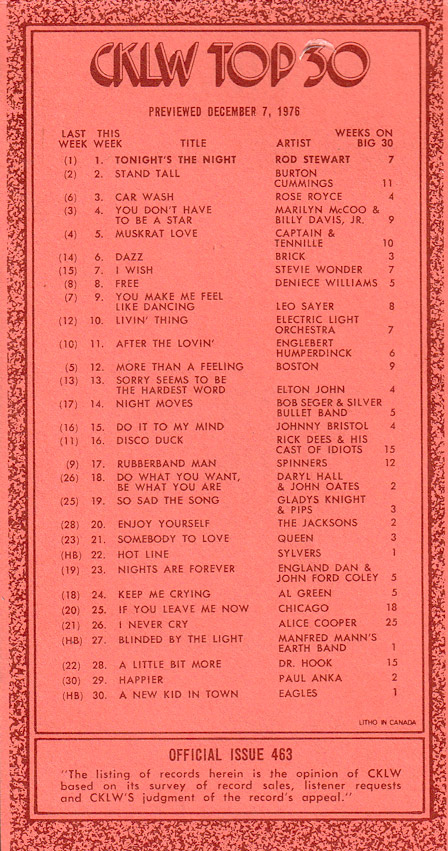 CKLW TOP 30
PREVIEWED DECEMBER 7, 1976
LAST THIS WEEKS ON
WEEK WEEK TITLE ARTIST BIG 30
(1) 1. TONIGHT'S THE NIGHT ROD STEWART 7
(2) 2. STAND TALL BURTON
CUMMINGS 11
(6) 3. CAR WASH ROSE ROYCE 4
(3) 4. YOU DON'T HAVE MARILYN McCOO &
TO BE A STAR BILLY DAVIS, JR. 9
(4) 5. MUSKRAT LOVE CAPTAIN &
TENNILLE 10
(14) 6. DAZZ BRICK 3
(15) 7. I WISH STEVIE WONDER 7
(8) 8. FREE DENIECE WILLIAMS 5
(7) 9. YOU MAKE ME FEEL
LIKE DANCING LEO SAYER 8
(12) 10. LIVIN' THING ELECTRIC LIGHT
ORCHESTRA 7
(10) 11. AFTER THE LOVIN' ENGLEBERT
HUMPERDINCK 6
(5) 12. MORE THAN A FEELING BOSTON 9
(13) 13. SORRY SEEMS TO BE
THE HARDEST WORD ELTON JOHN 4
(17) 14. NIGHT MOVES BOB SEGER & SILVER
BULLET BAND 5
(16) 15. DO IT TO MY MIND JOHNNY BRISTOL 4
(11) 16. DISCO DUCK RICK DEES & HIS
CAST OF IDIOTS 15
(9) 17. RUBBERBAND MAN SPINNERS 12
(26) 18. DO WHAT YOU WANT, DARYL HALL
BE WHAT YOU ARE & JOHN OATES 2
(25) 19. SO SAD THE SONG GLADYS KNIGHT
& PIPS 3
(28) 20. ENJOY YOURSELF THE JACKSONS 2
(23) 21. SOMEBODY TO LOVE QUEEN 3
(HB) 22. HOT LINE SYLVERS 1
(19) 23. NIGHTS ARE FOREVER ENGLAND DAN &
JOHN FORD COLEY 5
(18) 24. KEEP ME CRYING AL GREEN 5
(20) 25. IF YOU LEAVE ME NOW CHICAGO 18
(21) 26. I NEVER CRY ALICE COOPER 25
(HB) 27. BLINDED BY THE LIGHT MANFRED MANN'S
EARTH BAND 1
(22) 28. A LITTLE BIT MORE DR. HOOK 15
(30) 29. HAPPIER PAUL ANKA 2
(HB) 30. A NEW KID IN TOWN EAGLES 1
LITHO IN CANADA
OFFICIAL ISSUE 463
"The listing of records herein is the opinion of CKLW
based on its survey of record sales, listener requests
and CKLW'S judgment of the record's appeal."